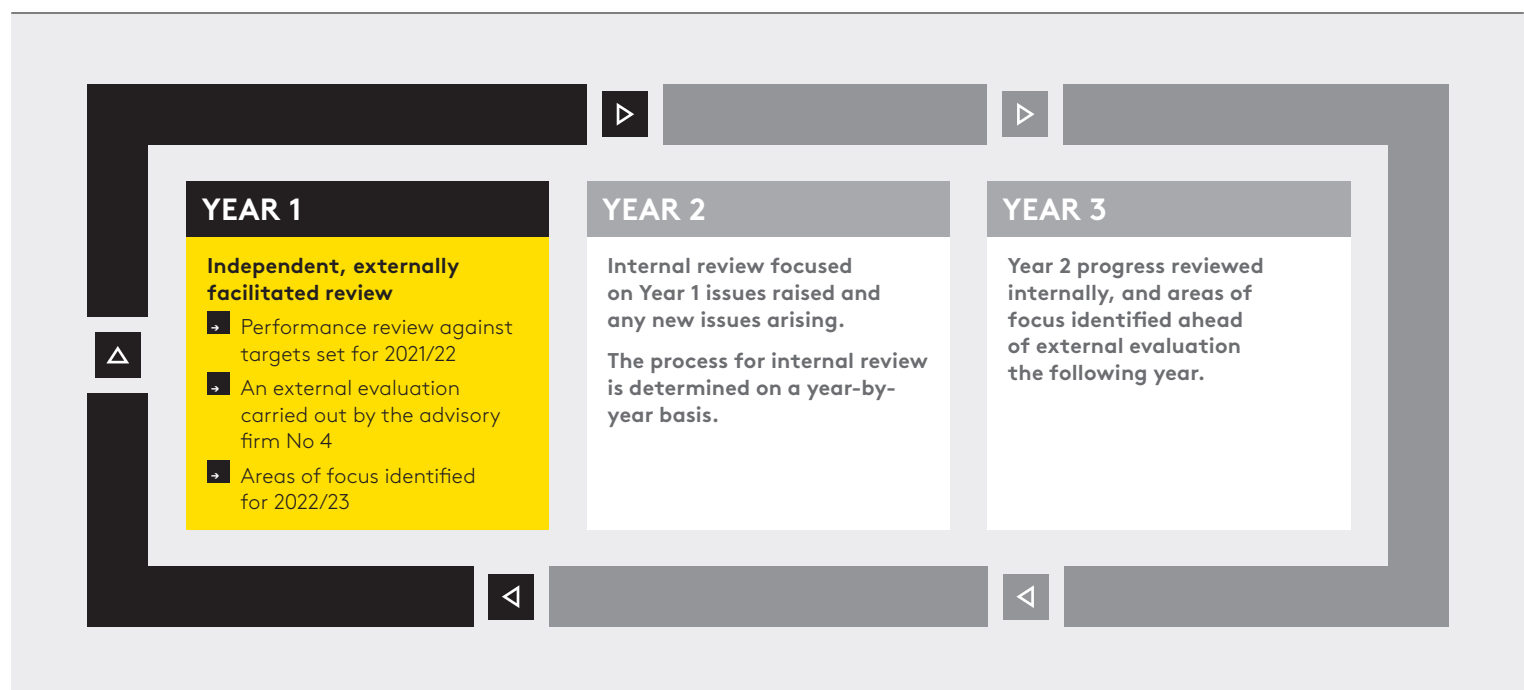 YEAR 1
Independent, externally
facilitated review
Performance review against
targets set for 2021/22
An external evaluation
carried out by the advisory
firm No 4
Areas of focus identified
for 2022/23
YEAR 2
Internal review focused
on Year 1 issues raised and
any new issues arising.
The process for internal review
is determined on a year-by-
year basis.
YEAR 3
Year 2 progress reviewed
internally, and areas of
focus identified ahead
of external evaluation
the following year.